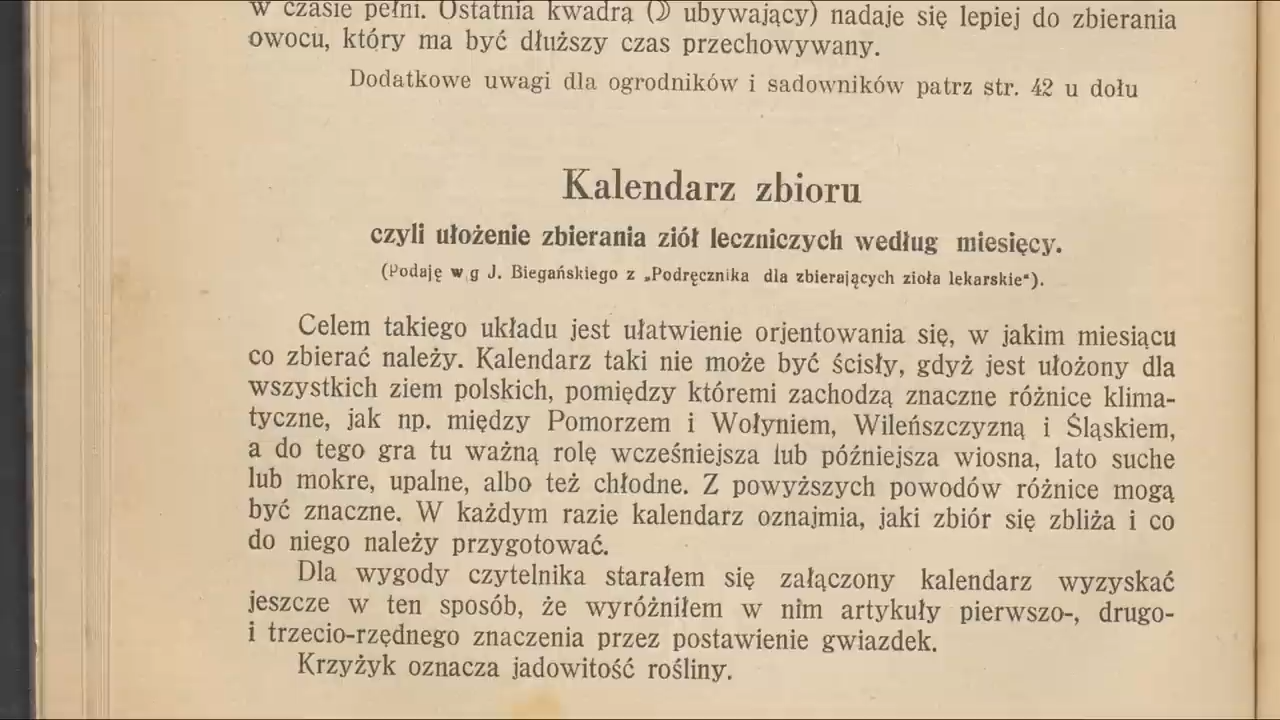 w czasie pełni. Ostatnia kwadra (☽ ubywający) nadaje się lepiej do zbierania
owocu, który ma być dłuższy czas przechowywany.
Dodatkowe uwagi dla ogrodników i sadowników patrz str. 42 u dołu
Kalendarz zbioru
czyli ułożenie zbierania ziół leczniczych według miesięcy.
(Podaję w g J. Biegańskiego z „Podręcznika dla zbierających zioła lekarskie“).
Celem takiego układu jest ułatwienie orjentowania się, w jakim miesiącu
co zbierać należy. Kalendarz taki nie może być ścisły, gdyż jest ułożony dla
wszystkich ziem polskich, pomiędzy któremi zachodzą znaczne różnice klima-
tyczne, jak np. między Pomorzem i Wołyniem, Wileńszczyzną i Śląskiem,
a do tego gra tu ważną rolę wcześniejsza lub późniejsza wiosna, lato suche
lub mokre, upalne, albo też chłodne. Z powyższych powodów różnice mogą
być znaczne. W każdym razie kalendarz oznajmia, jaki zbiór się zbliża i co
do niego należy przygotować.
Dla wygody czytelnika starałem się załączony kalendarz wyzyskać
jeszcze w ten sposób, że wyróżniłem w nim artykuły pierwszo-, drugo-
i trzecio-rzędnego znaczenia przez postawienie gwiazdek.
Krzyżyk oznacza jadowitość rośliny.